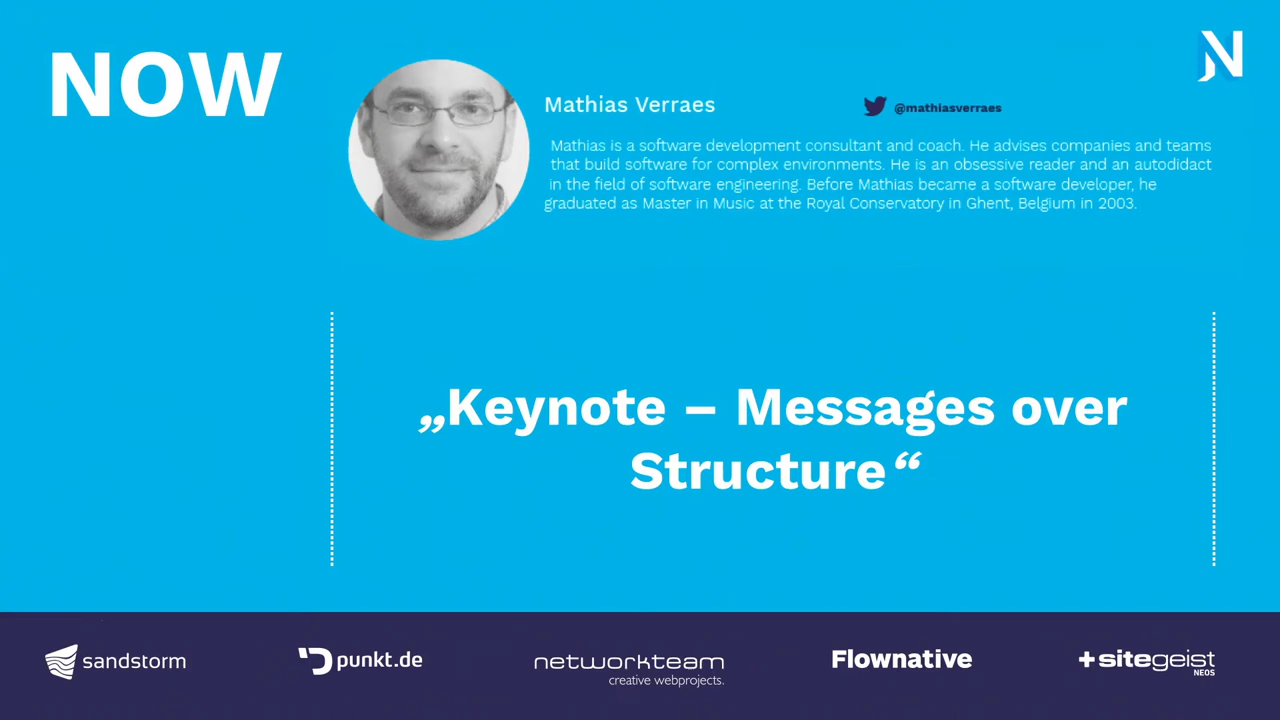 NOW
Mathias Verraes
@mathiasverraes
Mathias is a software development consultant and coach. He advises companies and teams
that build software for complex environments. He is an obsessive reader and an autodidact
in the field of software engineering. Before Mathias became a software developer, he
graduated as Master in Music at the Royal Conservatory in Ghent, Belgium in 2003.
„Keynote – Messages over
Structure“
sandstorm
punkt.de
networkteam
creative webprojects.
Flownative
+sitegeist
NEOS